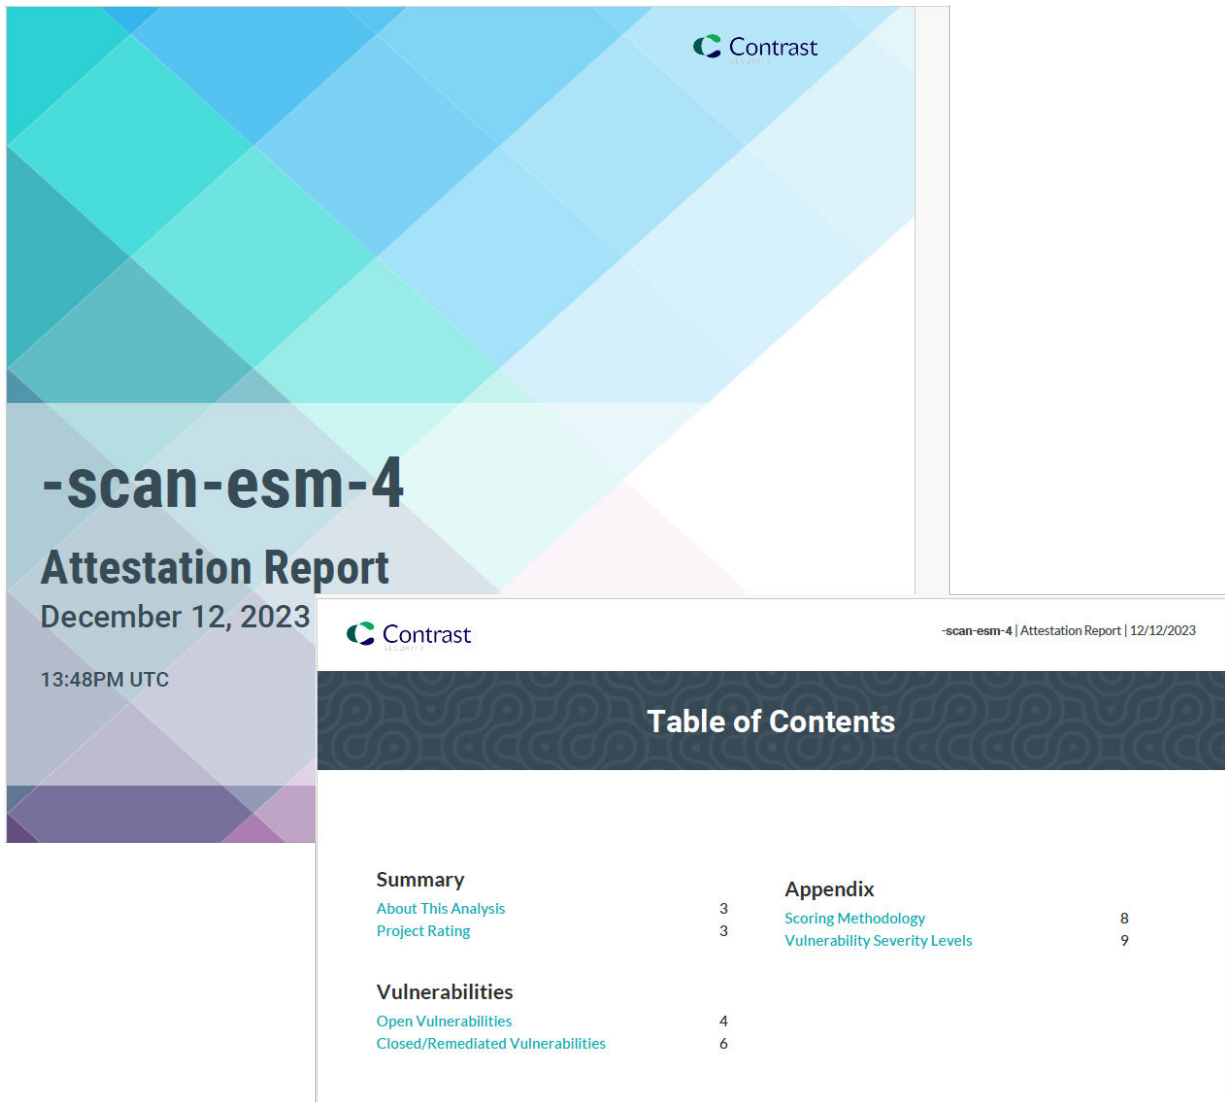 Contrast
-scan-esm-4
Attestation Report
December 12, 2023
13:48PM UTC
Contrast
SECURITY
-scan-esm-4 | Attestation Report | 12/12/2023
Table of Contents
Summary
About This Analysis 3
Project Rating 3
Vulnerabilities
Open Vulnerabilities 4
Closed/Remediated Vulnerabilities 6
Appendix
Scoring Methodology 8
Vulnerability Severity Levels 9